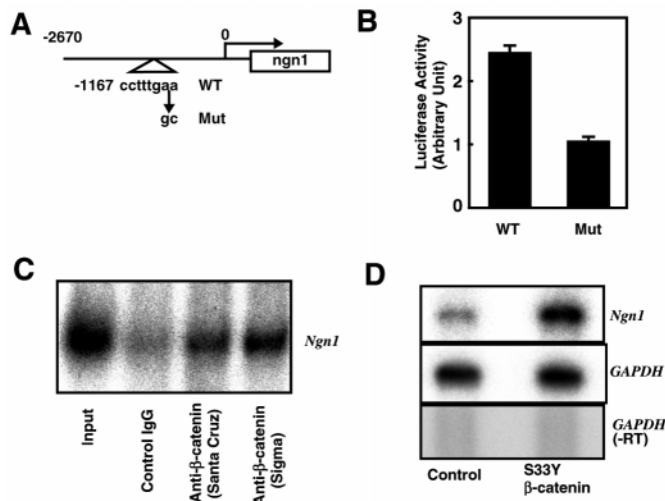 A
-2670
0
ngn1
-1167 cctttgaa WT
gc Mut
B
Luciferase Activity
(Arbitrary Unit)
3
2
1
0
WT Mut
C
Ngn1
Input
Control IgG
Anti-β-catenin
(Santa Cruz)
Anti-β-catenin
(Sigma)
D
Ngn1
GAPDH
GAPDH
(-RT)
Control
S33Y
β-catenin